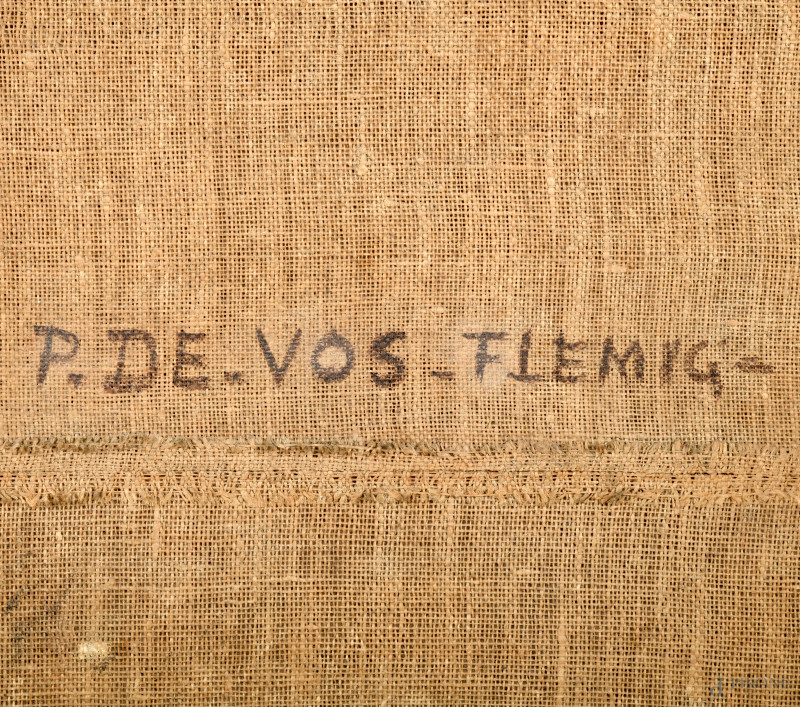 P. DE. VOS - FLEMIG -